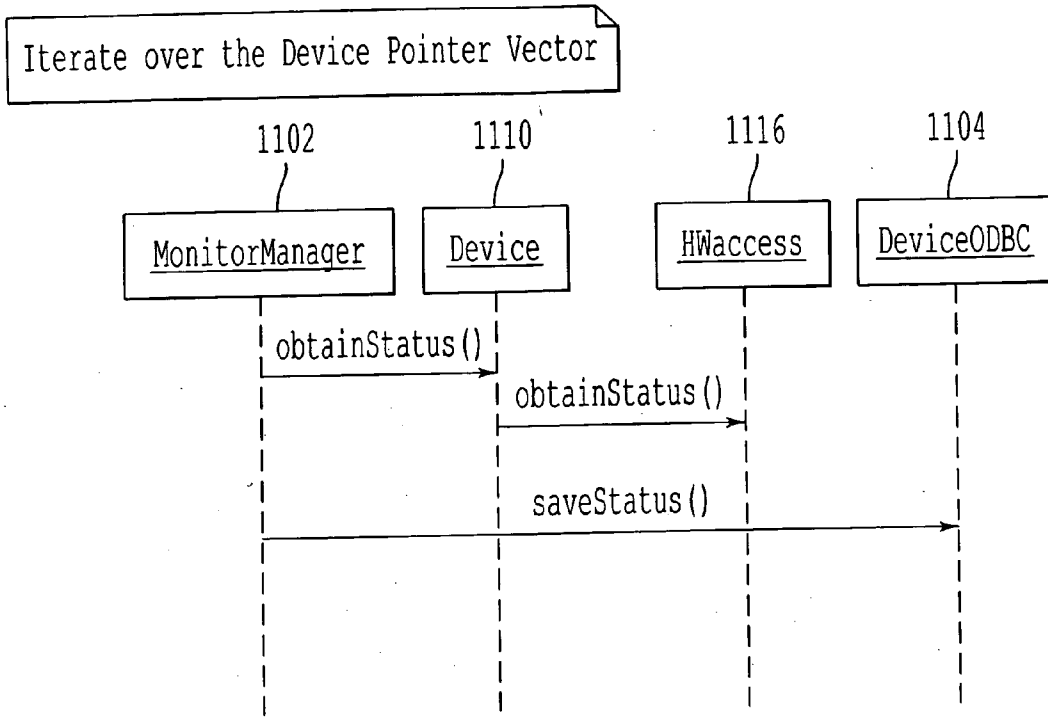 Iterate over the Device Pointer Vector
1102
1110
1116
1104
MonitorManager
Device
HWaccess
DeviceODBC
obtainStatus()
obtainStatus()
saveStatus()